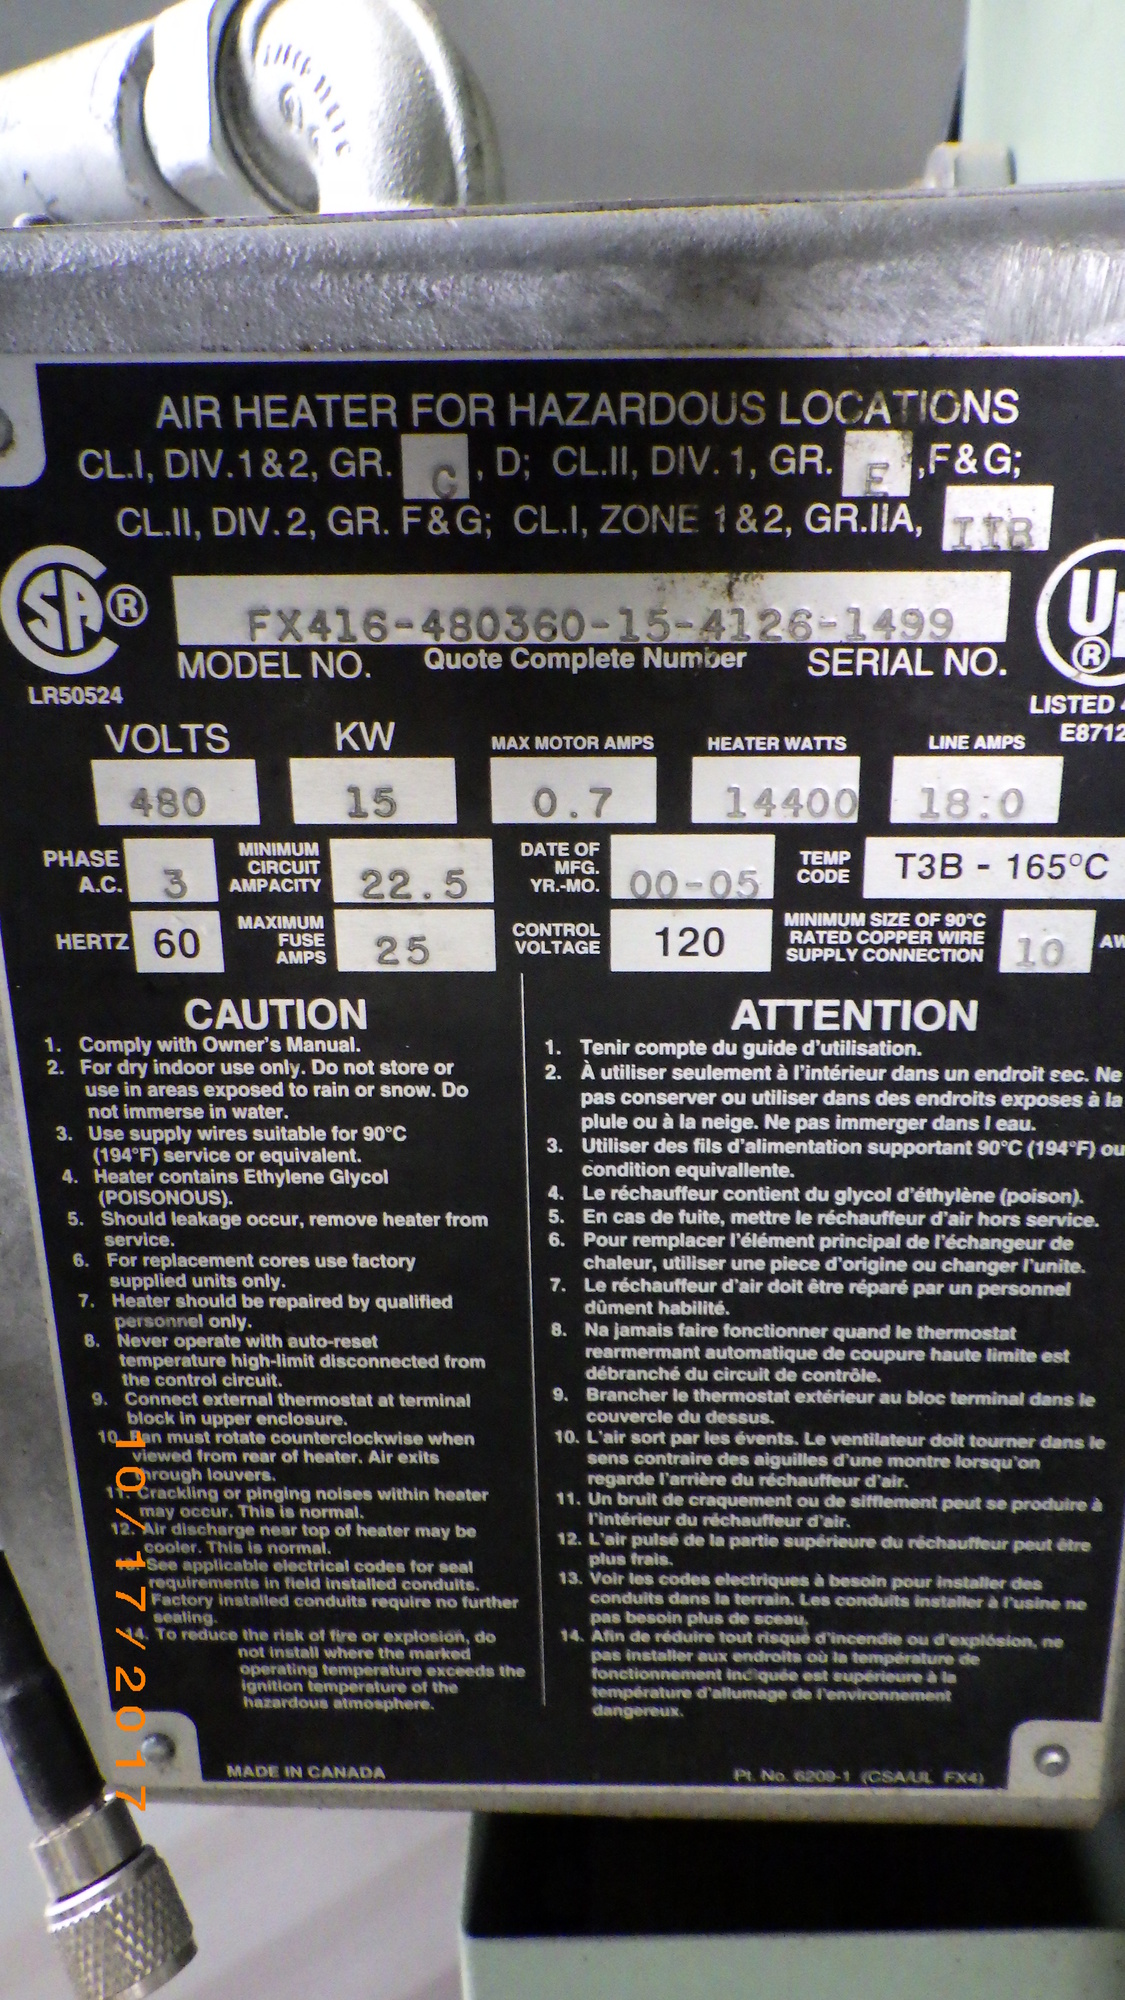 AIR HEATER FOR HAZARDOUS LOCATIONS
CL.I, DIV.1&2, GR. C, D; CL.II, DIV. 1, GR. E, F&G;
CL.II, DIV. 2, GR. F&G; CL.I, ZONE 1&2, GR.IIA, IIB
SA ®
LR50524
FX416-480360-15-4126-1499
MODEL NO. Quote Complete Number SERIAL NO.
U ®
LISTED
E8712
VOLTS KW MAX MOTOR AMPS HEATER WATTS LINE AMPS
480 15 0.7 14400 18.0
PHASE A.C. 3
MINIMUM CIRCUIT AMPACITY 22.5
DATE OF MFG. YR.-MO. 00-05
TEMP CODE T3B - 165°C
HERTZ 60
MAXIMUM FUSE AMPS 25
CONTROL VOLTAGE 120
MINIMUM SIZE OF 90°C
RATED COPPER WIRE
SUPPLY CONNECTION 10 AW
CAUTION
1. Comply with Owner's Manual.
2. For dry indoor use only. Do not store or
use in areas exposed to rain or snow. Do
not immerse in water.
3. Use supply wires suitable for 90°C
(194°F) service or equivalent.
4. Heater contains Ethylene Glycol
(POISONOUS).
5. Should leakage occur, remove heater from
service.
6. For replacement cores use factory
supplied units only.
7. Heater should be repaired by qualified
personnel only.
8. Never operate with auto-reset
temperature high-limit disconnected from
the control circuit.
9. Connect external thermostat at terminal
block in upper enclosure.
10. Fan must rotate counterclockwise when
viewed from rear of heater. Air exits
through louvers.
11. Crackling or pinging noises within heater
may occur. This is normal.
12. Air discharge near top of heater may be
cooler. This is normal.
13. See applicable electrical codes for seal
requirements in field installed conduits.
Factory installed conduits require no further
sealing.
14. To reduce the risk of fire or explosion, do
not install where the marked
operating temperature exceeds the
ignition temperature of the
hazardous atmosphere.
ATTENTION
1. Tenir compte du guide d'utilisation.
2. À utiliser seulement à l'intérieur dans un endroit sec. Ne
pas conserver ou utiliser dans des endroits exposes à la
plule ou à la neige. Ne pas immerger dans l eau.
3. Utiliser des fils d'alimentation supportant 90°C (194°F) ou
condition equivallente.
4. Le réchauffeur contient du glycol d'éthylène (poison).
5. En cas de fuite, mettre le réchauffeur d'air hors service.
6. Pour remplacer l'élément principal de l'échangeur de
chaleur, utiliser une piece d'origine ou changer l'unite.
7. Le réchauffeur d'air doit être réparé par un personnel
dûment habilité.
8. Na jamais faire fonctionner quand le thermostat
rearmermant automatique de coupure haute limite est
débranché du circuit de contrôle.
9. Brancher le thermostat extérieur au bloc terminal dans le
couvercle du dessus.
10. L'air sort par les évents. Le ventilateur doit tourner dans le
sens contraire des aiguilles d'une montre lorsqu'on
regarde l'arrière du réchauffeur d'air.
11. Un bruit de craquement ou de sifflement peut se produire à
l'intérieur du réchauffeur d'air.
12. L'air pulsé de la partie supérieure du réchauffeur peut être
plus frais.
13. Voir les codes electriques à besoin pour installer des
conduits dans la terrain. Les conduits installer à l'usine ne
pas besoin plus de sceau.
14. Afin de réduire tout risque d'incendie ou d'explosion, ne
pas installer aux endroits où la température de
fonctionnement indiquée est supérieure à la
température d'allumage de l'environnement
dangereux.
MADE IN CANADA
Pt. No. 6209-1 (CSA/UL FX4)
10/17/2017